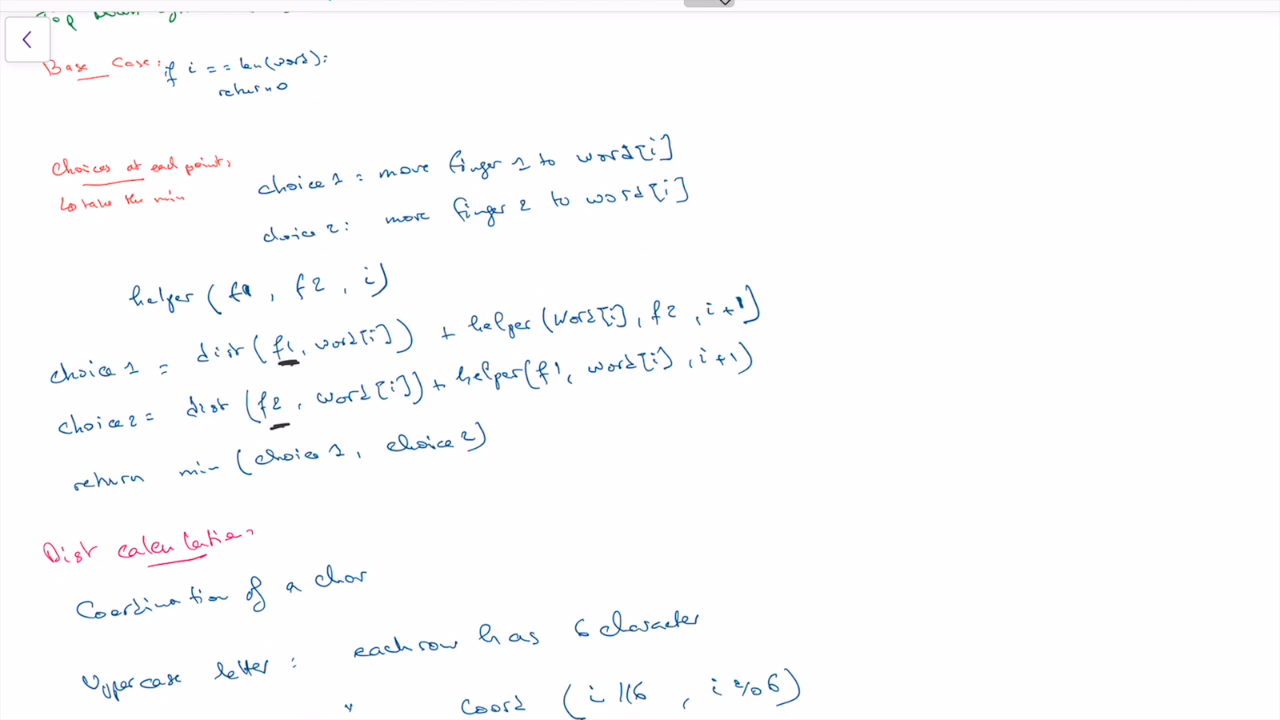 Top down
Base Case: if i == len(word):
return 0
Choices at each point:
↳ take the min
choice 1 = move finger 1 to word[i]
choice 2: move finger 2 to word[i]
helper (f1, f2, i)
choice 1 = dist (f1, word[i]) + helper (word[i], f2, i+1)
choice 2 = dist (f2, word[i]) + helper (f1, word[i], i+1)
return min (choice 1, choice 2)
Dist calculation:
Coordination of a char
Uppercase letter: each row has 6 character
Coord (i // 6, i % 6)